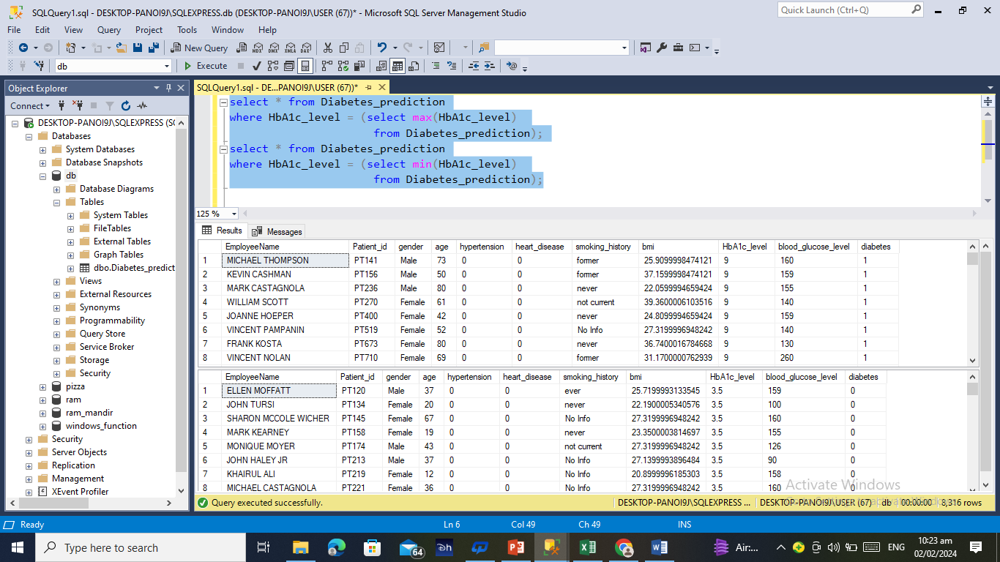 SQLQuery1.sql - DESKTOP-PANOI9J\SQLEXPRESS.db (DESKTOP-PANOI9J\USER (67))* - Microsoft SQL Server Management Studio
Quick Launch (Ctrl+Q)
File Edit View Query Project Tools Window Help
New Query MDX DMX XMLA DAX
db Execute
Object Explorer
SQLQuery1.sql - DE...PANOI9J\USER (67))*
Connect
DESKTOP-PANOI9J\SQLEXPRESS (SQ
Databases
System Databases
Database Snapshots
db
Database Diagrams
Tables
System Tables
FileTables
External Tables
Graph Tables
dbo.Diabetes_predict
Views
External Resources
Synonyms
Programmability
Query Store
Service Broker
Storage
Security
pizza
ram
ram_mandir
windows_function
Security
Server Objects
Replication
Management
XEvent Profiler
select * from Diabetes_prediction
where HbA1c_level = (select max(HbA1c_level)
from Diabetes_prediction);
select * from Diabetes_prediction
where HbA1c_level = (select min(HbA1c_level)
from Diabetes_prediction);
125 %
Results Messages
EmployeeName Patient_id gender age hypertension heart_disease smoking_history bmi HbA1c_level blood_glucose_level diabetes
1 MICHAEL THOMPSON PT141 Male 73 0 0 former 25.9099998474121 9 160 1
2 KEVIN CASHMAN PT156 Male 50 0 0 former 37.1599998474121 9 159 1
3 MARK CASTAGNOLA PT236 Male 80 0 0 never 22.0599994659424 9 155 1
4 WILLIAM SCOTT PT270 Female 61 0 0 not current 39.3600006103516 9 140 1
5 JOANNE HOEPER PT400 Female 42 0 0 never 24.8099994659424 9 159 1
6 VINCENT PAMPANIN PT519 Female 52 0 0 No Info 27.3199996948242 9 140 1
7 FRANK KOSTA PT673 Female 80 0 0 never 36.7400016784668 9 130 1
8 VINCENT NOLAN PT710 Female 69 0 0 former 31.1700000762939 9 260 1
EmployeeName Patient_id gender age hypertension heart_disease smoking_history bmi HbA1c_level blood_glucose_level diabetes
1 ELLEN MOFFATT PT120 Male 37 0 0 ever 25.7199993133545 3.5 159 0
2 JOHN TURSI PT134 Female 20 0 0 never 22.1900005340576 3.5 100 0
3 SHARON MCCOLE WICHER PT145 Female 67 0 0 No Info 27.3199996948242 3.5 160 0
4 MARK KEARNEY PT158 Female 19 0 0 never 23.3500003814697 3.5 155 0
5 MONIQUE MOYER PT174 Male 43 0 0 not current 27.3199996948242 3.5 126 0
6 JOHN HALEY JR PT213 Male 37 0 0 No Info 27.1399993896484 3.5 90 0
7 KHAIRUL ALI PT219 Female 12 0 0 No Info 20.8999996185303 3.5 158 0
8 MICHAEL CASTAGNOLA PT221 Female 36 0 0 No Info 27.3199996948242 3.5 160 0
Activate Windows
Query executed successfully. DESKTOP-PANOI9J\SQLEXPRESS ... DESKTOP-PANOI9J\USER (67) db 00:00:00 8,316 rows
Ready Ln 6 Col 49 Ch 49 INS
Type here to search
64
Air:...
ENG
10:23 am
02/02/2024